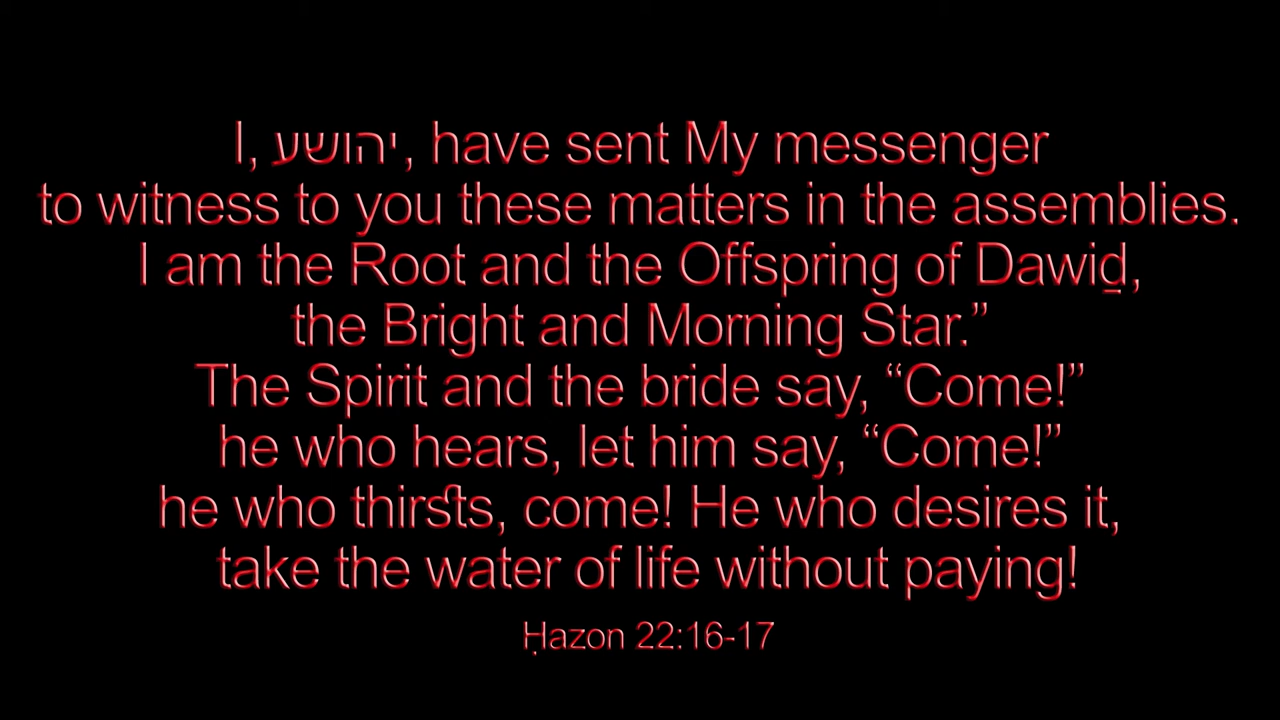 I, יהושע, have sent My messenger
to witness to you these matters in the assemblies.
I am the Root and the Offspring of Dawiḏ,
the Bright and Morning Star.”
The Spirit and the bride say, “Come!”
he who hears, let him say, “Come!”
he who thirsts, come! He who desires it,
take the water of life without paying!
Ḥazon 22:16-17